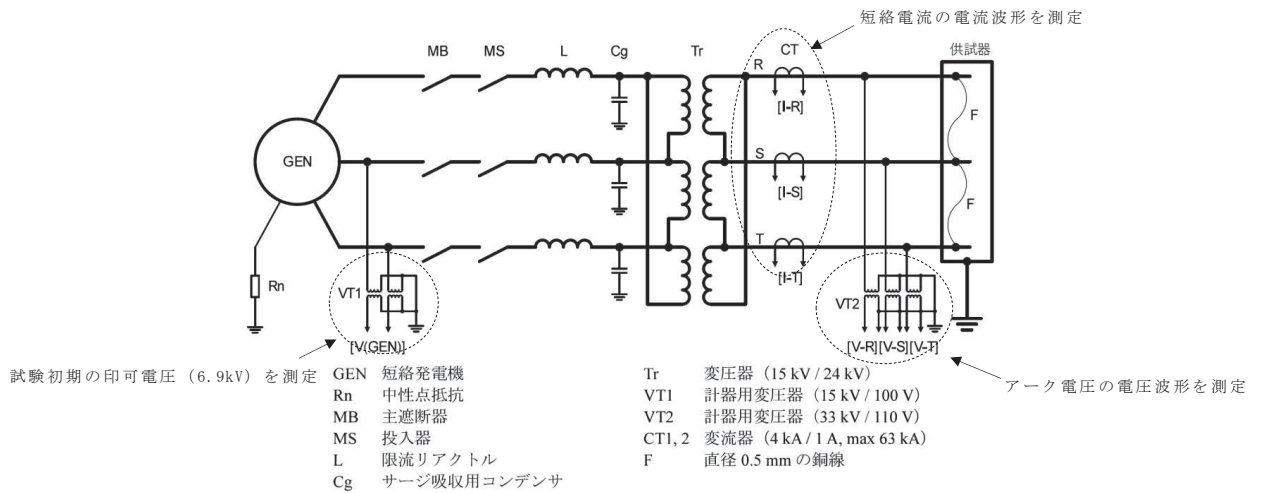 短絡電流の電流波形を測定
MB MS L Cg Tr CT 供試器
R
[I-R]
F
GEN
S
[I-S]
F
T
[I-T]
Rn
VT1
VT2
[V(GEN)]
[V-R][V-S][V-T]
試験初期の印可電圧（6.9kV）を測定
アーク電圧の電圧波形を測定
GEN 短絡発電機
Rn 中性点抵抗
MB 主遮断器
MS 投入器
L 限流リアクトル
Cg サージ吸収用コンデンサ
Tr 変圧器（15 kV / 24 kV）
VT1 計器用変圧器（15 kV / 100 V）
VT2 計器用変圧器（33 kV / 110 V）
CT1, 2 変流器（4 kA / 1 A, max 63 kA）
F 直径 0.5 mm の銅線